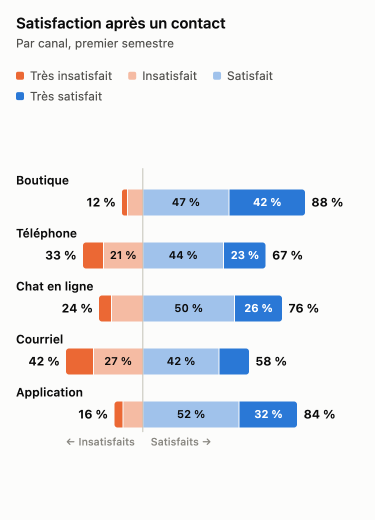 Satisfaction après un contact
Par canal, premier semestre
Très insatisfait Insatisfait Satisfait
Très satisfait
Boutique
12 % 47 % 42 % 88 %
Téléphone
33 % 21 % 44 % 23 % 67 %
Chat en ligne
24 % 50 % 26 % 76 %
Courriel
42 % 27 % 42 % 58 %
Application
16 % 52 % 32 % 84 %
← Insatisfaits Satisfaits →